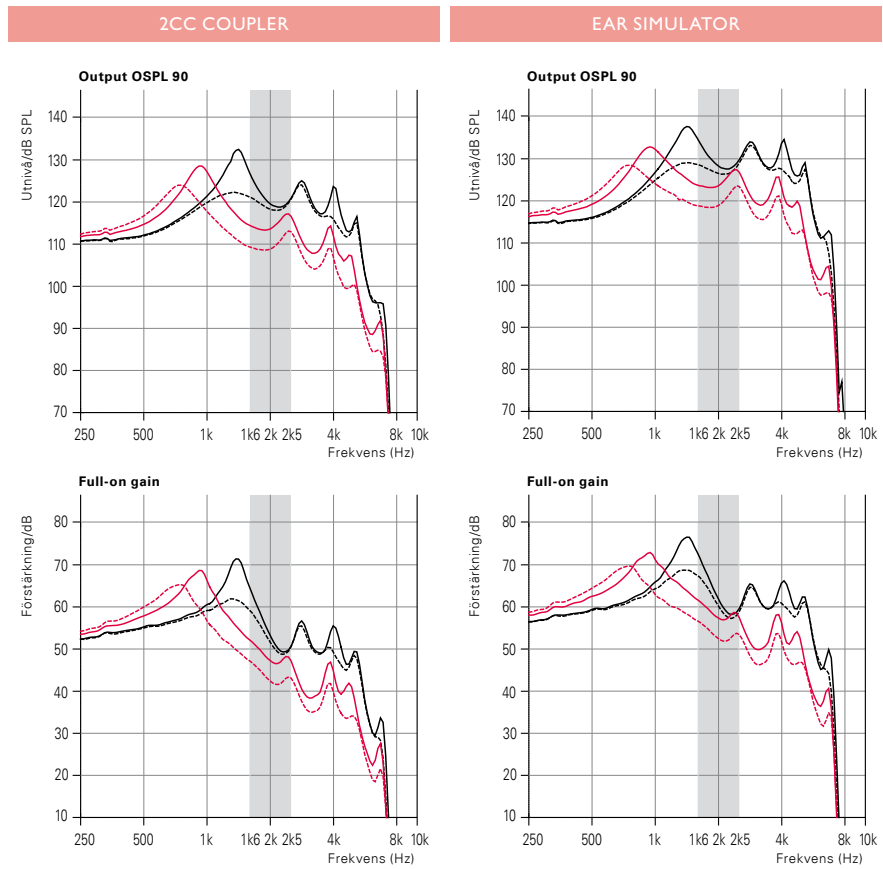 2CC COUPLER
EAR SIMULATOR
Output OSPL 90
Utnivå/dB SPL
140
130
120
110
100
90
80
70
250 500 1k 1k6 2k 2k5 4k 8k 10k
Frekvens (Hz)
Output OSPL 90
Utnivå/dB SPL
140
130
120
110
100
90
80
70
250 500 1k 1k6 2k 2k5 4k 8k 10k
Frekvens (Hz)
Full-on gain
Förstärkning/dB
80
70
60
50
40
30
20
10
250 500 1k 1k6 2k 2k5 4k 8k 10k
Frekvens (Hz)
Full-on gain
Förstärkning/dB
80
70
60
50
40
30
20
10
250 500 1k 1k6 2k 2k5 4k 8k 10k
Frekvens (Hz)